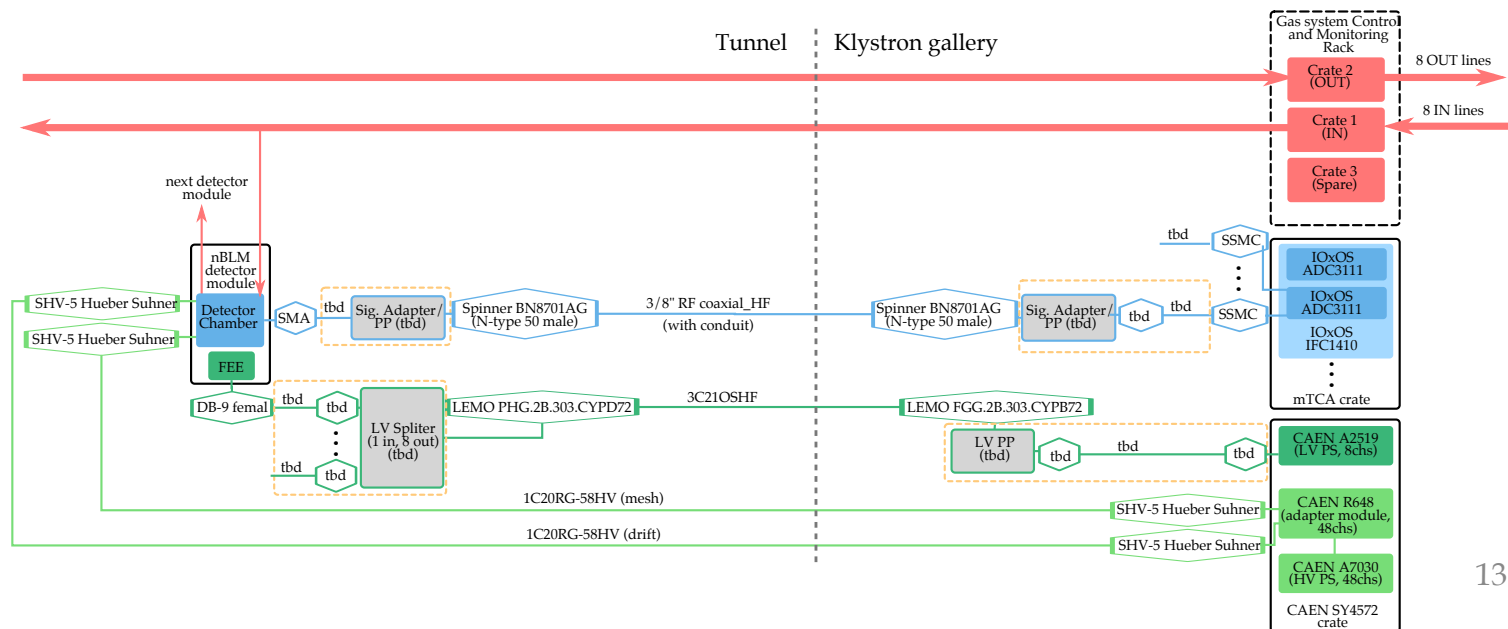 Gas system Control
and Monitoring
Rack
Tunnel
Klystron gallery
Crate 2
(OUT)
8 OUT lines
8 IN lines
Crate 1
(IN)
Crate 3
(Spare)
next detector
module
tbd
SSMC
nBLM
detector
module
IOxOS
ADC3111
SHV-5 Hueber Suhner
Detector
Chamber
SMA
tbd
Sig. Adapter/
PP (tbd)
Spinner BN8701AG
(N-type 50 male)
3/8" RF coaxial_HF
(with conduit)
Spinner BN8701AG
(N-type 50 male)
Sig. Adapter/
PP (tbd)
tbd
tbd
SSMC
IOxOS
ADC3111
SHV-5 Hueber Suhner
IOxOS
IFC1410
FEE
mTCA crate
DB-9 femal
tbd
tbd
LV Spliter
(1 in, 8 out)
(tbd)
tbd
tbd
LEMO PHG.2B.303.CYPD72
3C21OSHF
LEMO FGG.2B.303.CYPB72
LV PP
(tbd)
tbd
tbd
tbd
CAEN A2519
(LV PS, 8chs)
1C20RG-58HV (mesh)
SHV-5 Hueber Suhner
CAEN R648
(adapter module,
48chs)
1C20RG-58HV (drift)
SHV-5 Hueber Suhner
CAEN A7030
(HV PS, 48chs)
CAEN SY4572
crate
13